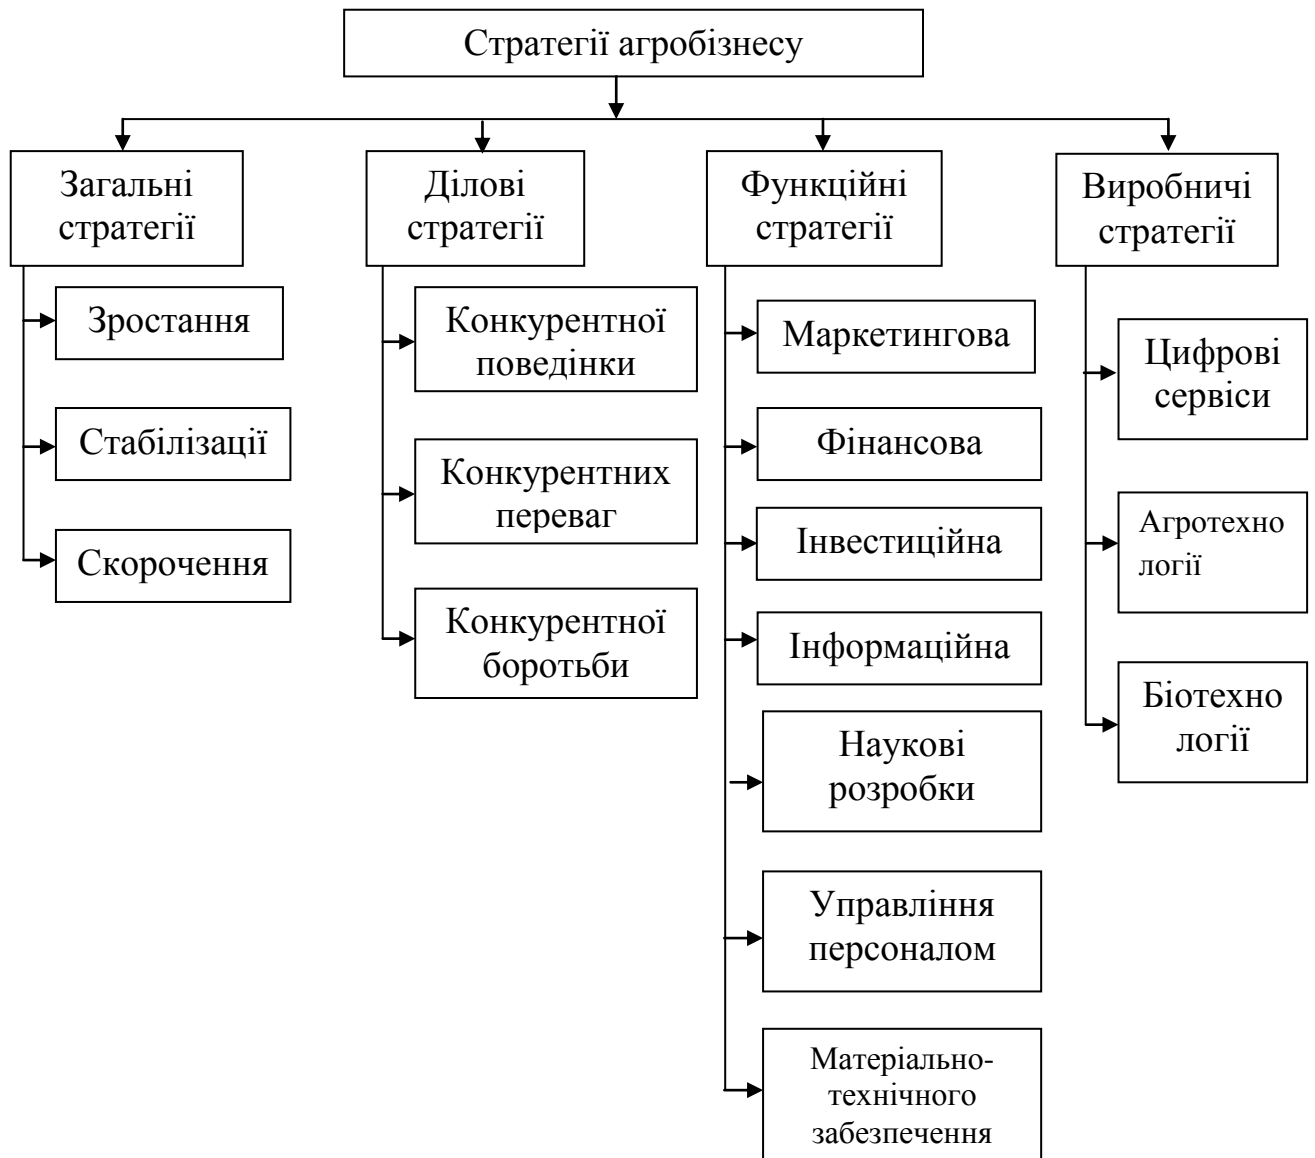 Стратегії агробізнесу
Загальні
стратегії
Зростання
Стабілізації
Скорочення
Ділові
стратегії
Конкурентної
поведінки
Конкурентних
переваг
Конкурентної
боротьби
Функційні
стратегії
Маркетингова
Фінансова
Інвестиційна
Інформаційна
Наукові
розробки
Управління
персоналом
Матеріально-
технічного
забезпечення
Виробничі
стратегії
Цифрові
сервіси
Агротехно
логії
Біотехно
логії